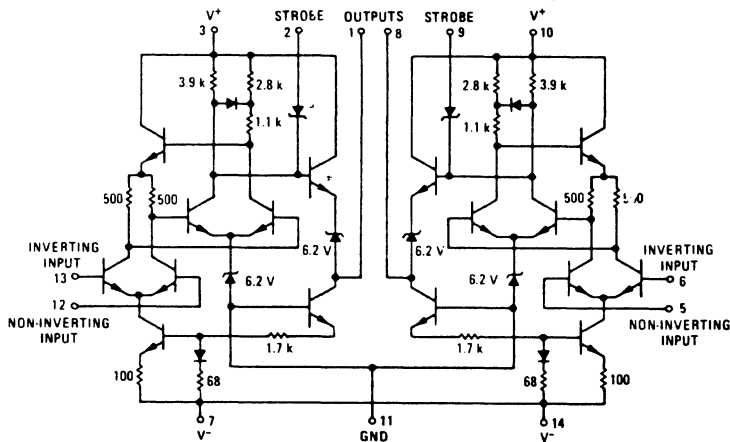 V+ STROBE OUTPUTS STROBE V+
3 2 1 8 9 10
3.9 k 2.8 k 2.8 k 3.9 k
1.1 k 1.1 k
500 500 500
6.2 V 6.2 V
INVERTING INPUT 13
INVERTING INPUT 6
6.2 V 6.2 V
12 NON-INVERTING INPUT
5 NON-INVERTING INPUT
1.7 k 1.7 k
100 68 68 100
7 V- 11 GND 14 V-